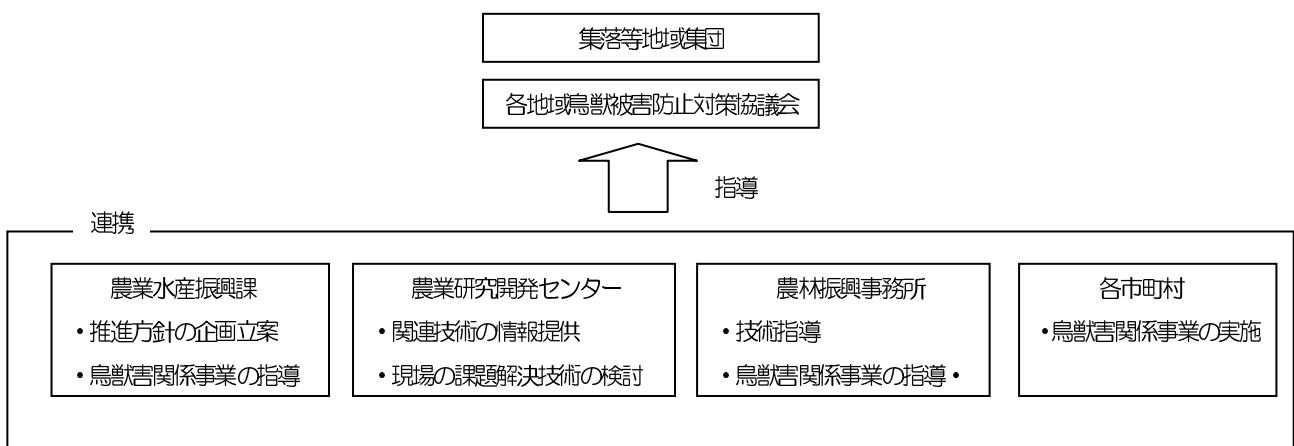 集落等地域集団
各地域鳥獣被害防止対策協議会
指導
連携
農業水産振興課
・推進方針の企画立案
・鳥獣害関係事業の指導
農業研究開発センター
・関連技術の情報提供
・現場の課題解決技術の検討
農林振興事務所
・技術指導
・鳥獣害関係事業の指導・
各市町村
・鳥獣害関係事業の実施